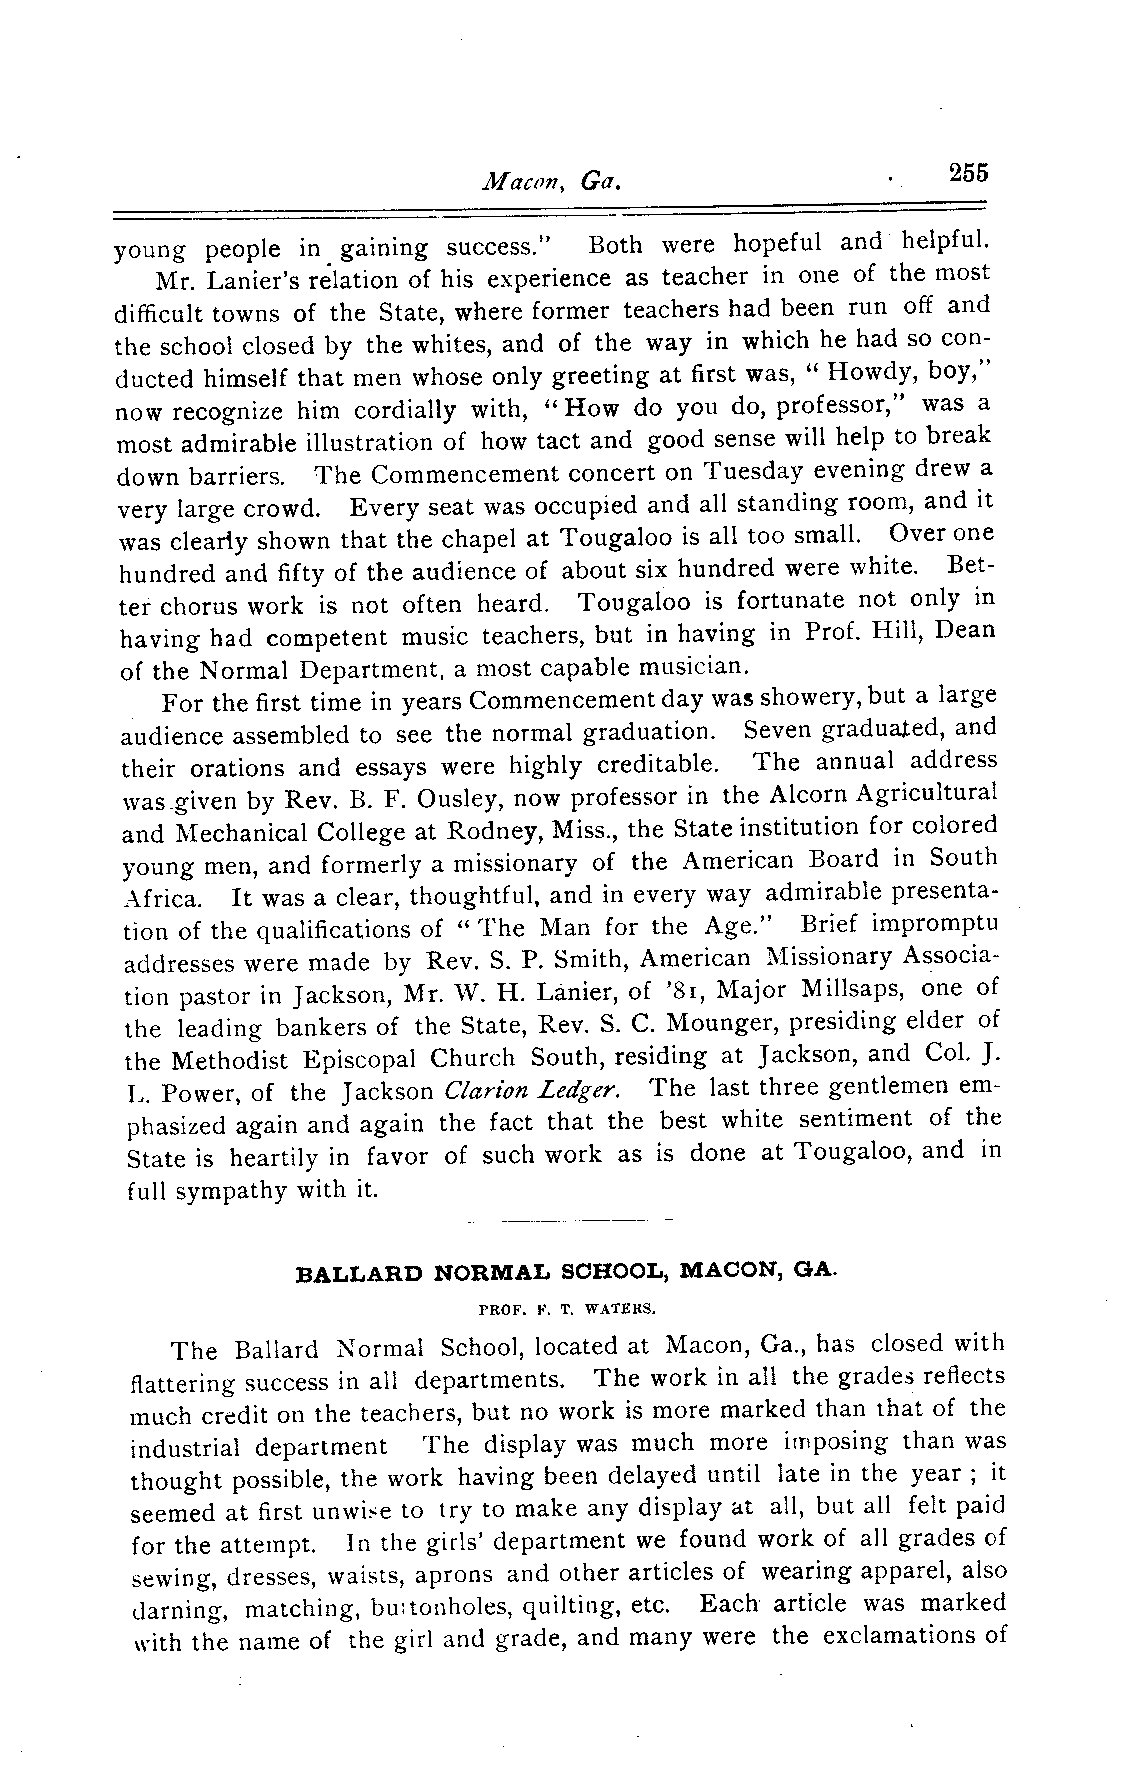 Macon, Ga. 255
young people in gaining success." Both were hopeful and helpful.
Mr. Lanier's relation of his experience as teacher in one of the most
difficult towns of the State, where former teachers had been run off and
the school closed by the whites, and of the way in which he had so con-
ducted himself that men whose only greeting at first was, "Howdy, boy,"
now recognize him cordially with, "How do you do, professor," was a
most admirable illustration of how tact and good sense will help to break
down barriers. The Commencement concert on Tuesday evening drew a
very large crowd. Every seat was occupied and all standing room, and it
was clearly shown that the chapel at Tougaloo is all too small. Over one
hundred and fifty of the audience of about six hundred were white. Bet-
ter chorus work is not often heard. Tougaloo is fortunate not only in
having had competent music teachers, but in having in Prof. Hill, Dean
of the Normal Department, a most capable musician.
For the first time in years Commencement day was showery, but a large
audience assembled to see the normal graduation. Seven graduated, and
their orations and essays were highly creditable. The annual address
was given by Rev. B. F. Ousley, now professor in the Alcorn Agricultural
and Mechanical College at Rodney, Miss., the State institution for colored
young men, and formerly a missionary of the American Board in South
Africa. It was a clear, thoughtful, and in every way admirable presenta-
tion of the qualifications of "The Man for the Age." Brief impromptu
addresses were made by Rev. S. P. Smith, American Missionary Associa-
tion pastor in Jackson, Mr. W. H. Lanier, of '81, Major Millsaps, one of
the leading bankers of the State, Rev. S. C. Mounger, presiding elder of
the Methodist Episcopal Church South, residing at Jackson, and Col. J.
L. Power, of the Jackson Clarion Ledger. The last three gentlemen em-
phasized again and again the fact that the best white sentiment of the
State is heartily in favor of such work as is done at Tougaloo, and in
full sympathy with it.
BALLARD NORMAL SCHOOL, MACON, GA.
PROF. F. T. WATERS.
The Ballard Normal School, located at Macon, Ga., has closed with
flattering success in all departments. The work in all the grades reflects
much credit on the teachers, but no work is more marked than that of the
industrial department The display was much more imposing than was
thought possible, the work having been delayed until late in the year; it
seemed at first unwise to try to make any display at all, but all felt paid
for the attempt. In the girls' department we found work of all grades of
sewing, dresses, waists, aprons and other articles of wearing apparel, also
darning, matching, buttonholes, quilting, etc. Each article was marked
with the name of the girl and grade, and many were the exclamations of